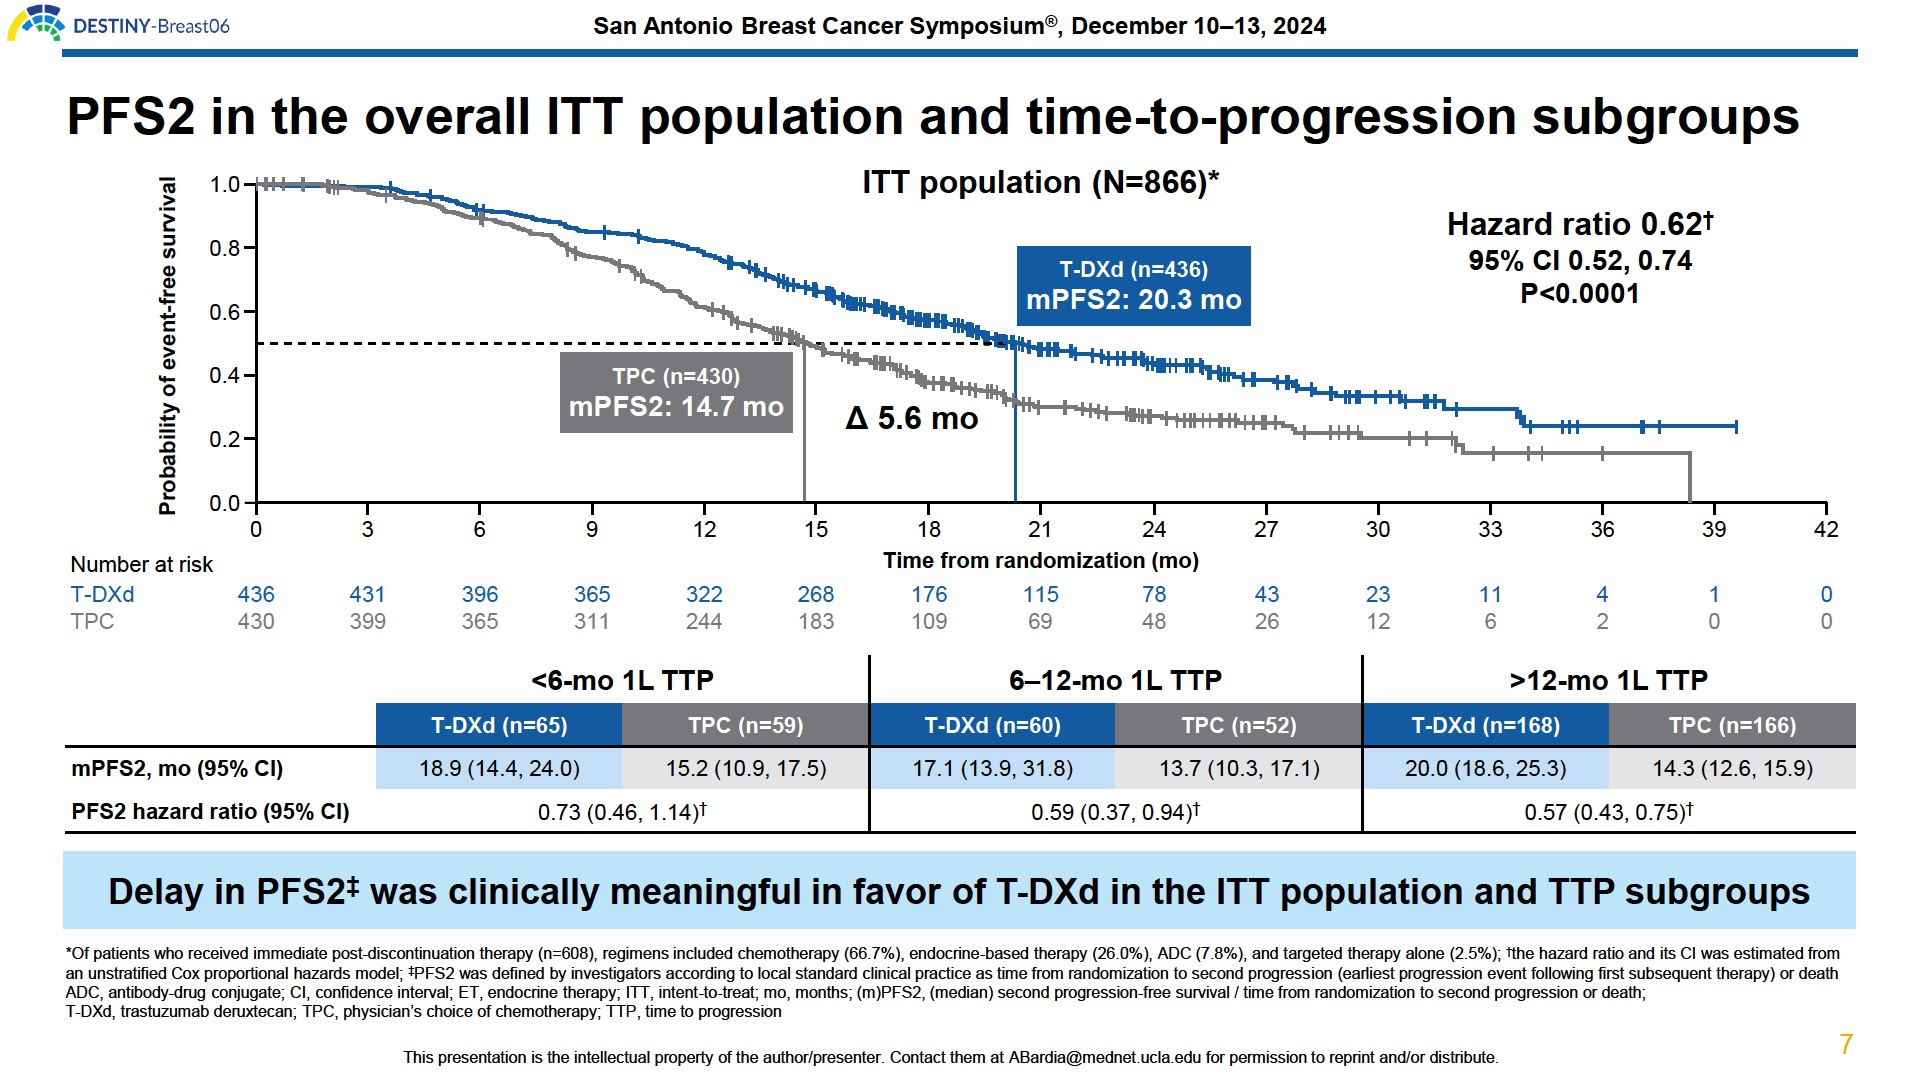 DESTINY-Breast06
San Antonio Breast Cancer Symposium®, December 10–13, 2024
PFS2 in the overall ITT population and time-to-progression subgroups
ITT population (N=866)*
Hazard ratio 0.62†
95% CI 0.52, 0.74
P<0.0001
T-DXd (n=436)
mPFS2: 20.3 mo
TPC (n=430)
mPFS2: 14.7 mo
Δ 5.6 mo
Probability of event-free survival
1.0
0.8
0.6
0.4
0.2
0.0
0 3 6 9 12 15 18 21 24 27 30 33 36 39 42
Time from randomization (mo)
Number at risk
T-DXd 436 431 396 365 322 268 176 115 78 43 23 11 4 1 0
TPC 430 399 365 311 244 183 109 69 48 26 12 6 2 0 0
<6-mo 1L TTP 6–12-mo 1L TTP >12-mo 1L TTP
T-DXd (n=65) TPC (n=59) T-DXd (n=60) TPC (n=52) T-DXd (n=168) TPC (n=166)
mPFS2, mo (95% CI) 18.9 (14.4, 24.0) 15.2 (10.9, 17.5) 17.1 (13.9, 31.8) 13.7 (10.3, 17.1) 20.0 (18.6, 25.3) 14.3 (12.6, 15.9)
PFS2 hazard ratio (95% CI) 0.73 (0.46, 1.14)† 0.59 (0.37, 0.94)† 0.57 (0.43, 0.75)†
Delay in PFS2‡ was clinically meaningful in favor of T-DXd in the ITT population and TTP subgroups
*Of patients who received immediate post-discontinuation therapy (n=608), regimens included chemotherapy (66.7%), endocrine-based therapy (26.0%), ADC (7.8%), and targeted therapy alone (2.5%); †the hazard ratio and its CI was estimated from
an unstratified Cox proportional hazards model; ‡PFS2 was defined by investigators according to local standard clinical practice as time from randomization to second progression (earliest progression event following first subsequent therapy) or death
ADC, antibody-drug conjugate; CI, confidence interval; ET, endocrine therapy; ITT, intent-to-treat; mo, months; (m)PFS2, (median) second progression-free survival / time from randomization to second progression or death;
T-DXd, trastuzumab deruxtecan; TPC, physician's choice of chemotherapy; TTP, time to progression
7
This presentation is the intellectual property of the author/presenter. Contact them at ABardia@mednet.ucla.edu for permission to reprint and/or distribute.